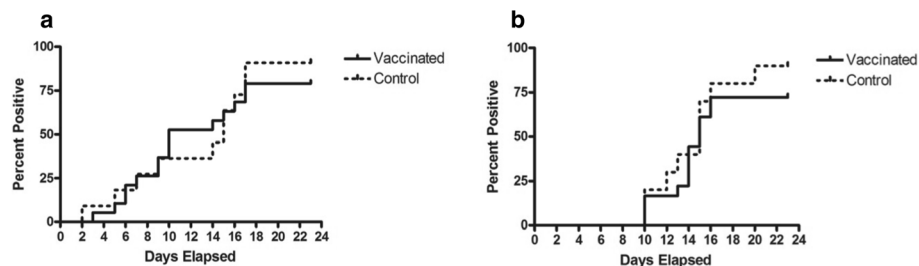 a
Percent Positive
100
75
50
25
0
0 2 4 6 8 10 12 14 16 18 20 22 24
Days Elapsed
Vaccinated
Control
b
Percent Positive
100
75
50
25
0
0 2 4 6 8 10 12 14 16 18 20 22 24
Days Elapsed
Vaccinated
Control